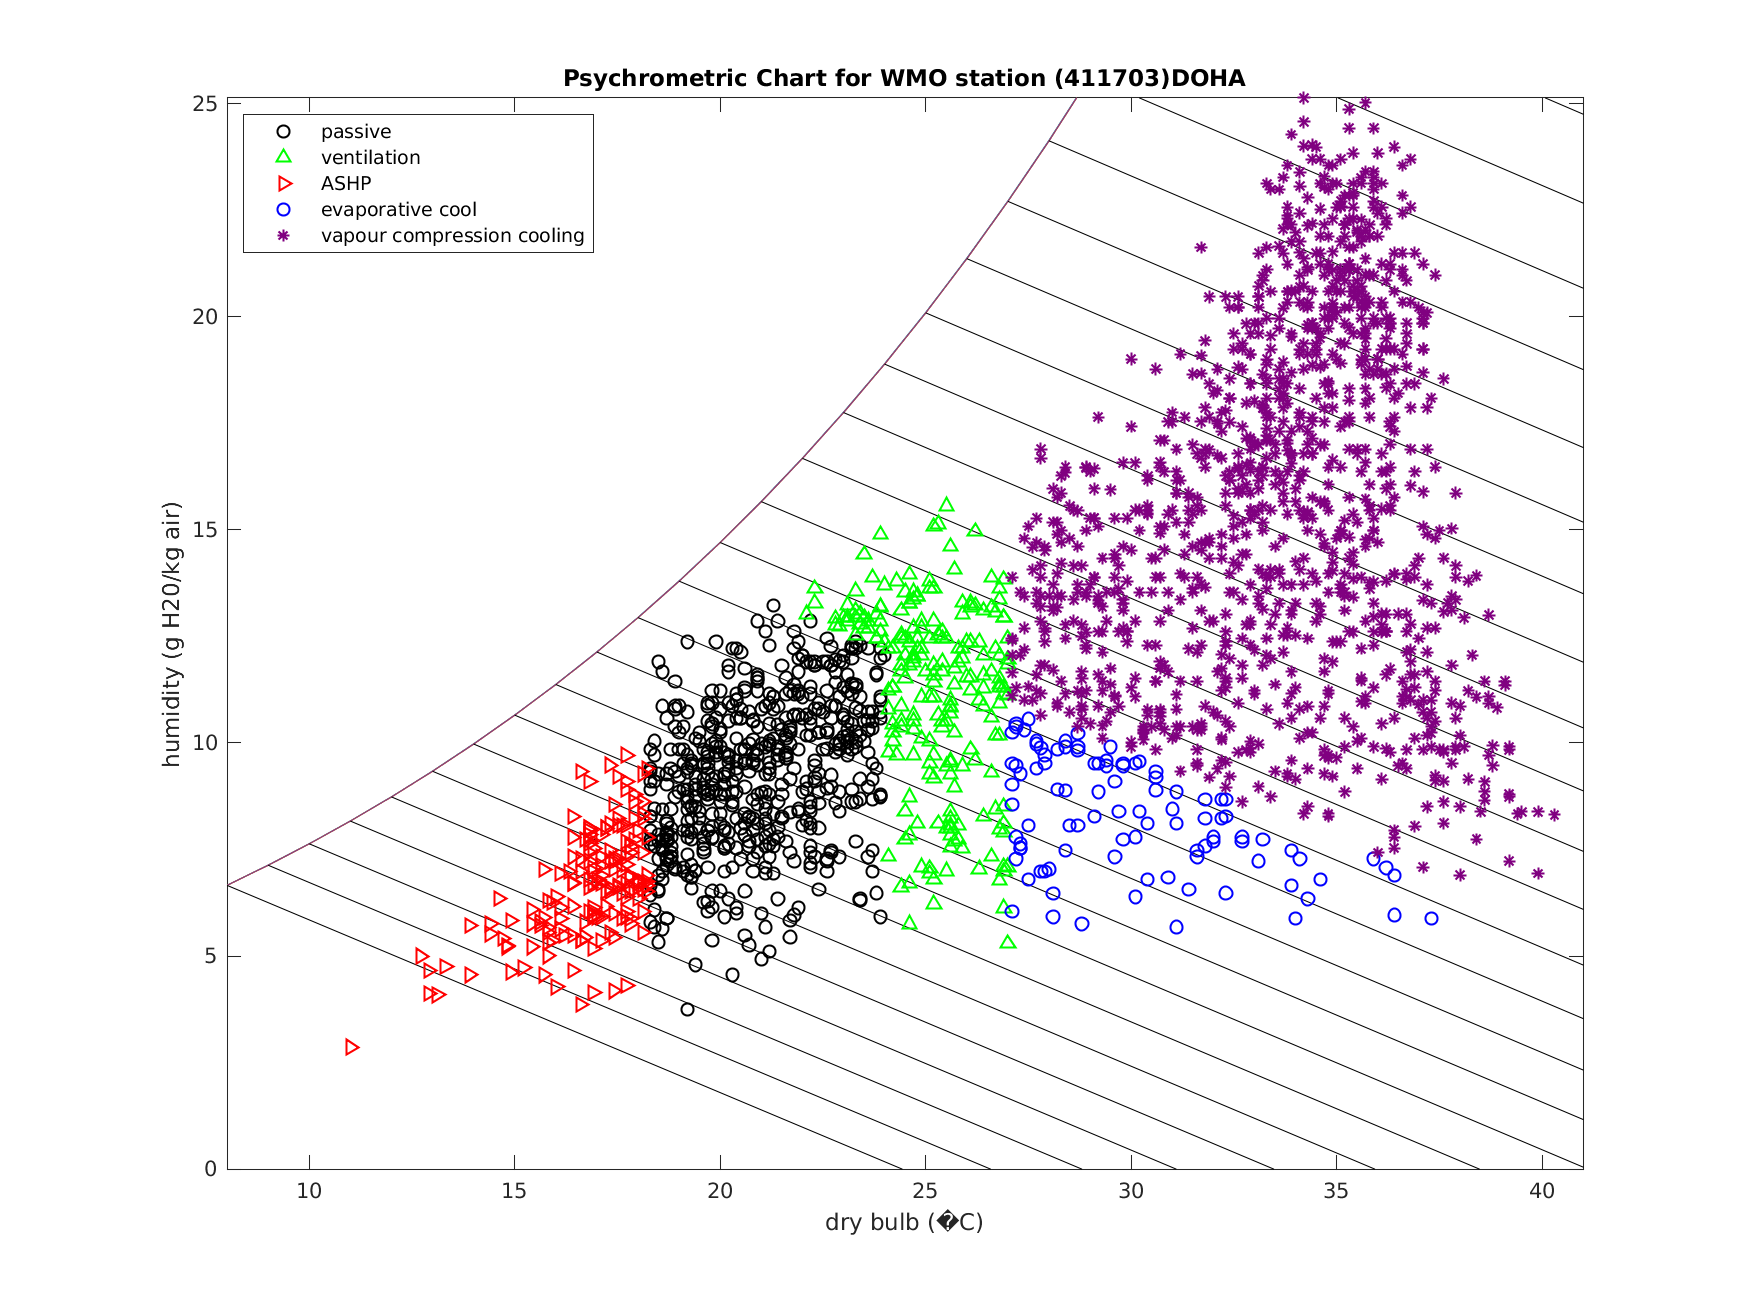 Psychrometric Chart for WMO station (411703)DOHA
25
20
15
10
5
0
humidity (g H20/kg air)
passive
ventilation
ASHP
evaporative cool
vapour compression cooling
10 15 20 25 30 35 40
dry bulb (�C)